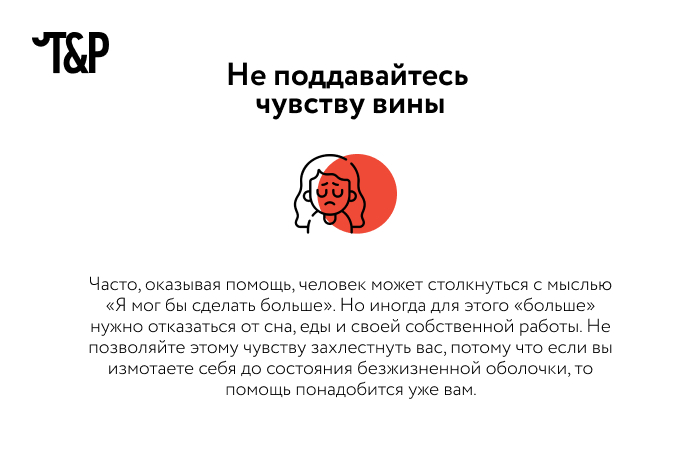 T&P
Не поддавайтесь
чувству вины
Часто, оказывая помощь, человек может столкнуться с мыслью
«Я мог бы сделать больше». Но иногда для этого «больше»
нужно отказаться от сна, еды и своей собственной работы. Не
позволяйте этому чувству захлестнуть вас, потому что если вы
измотаете себя до состояния безжизненной оболочки, то
помощь понадобится уже вам.